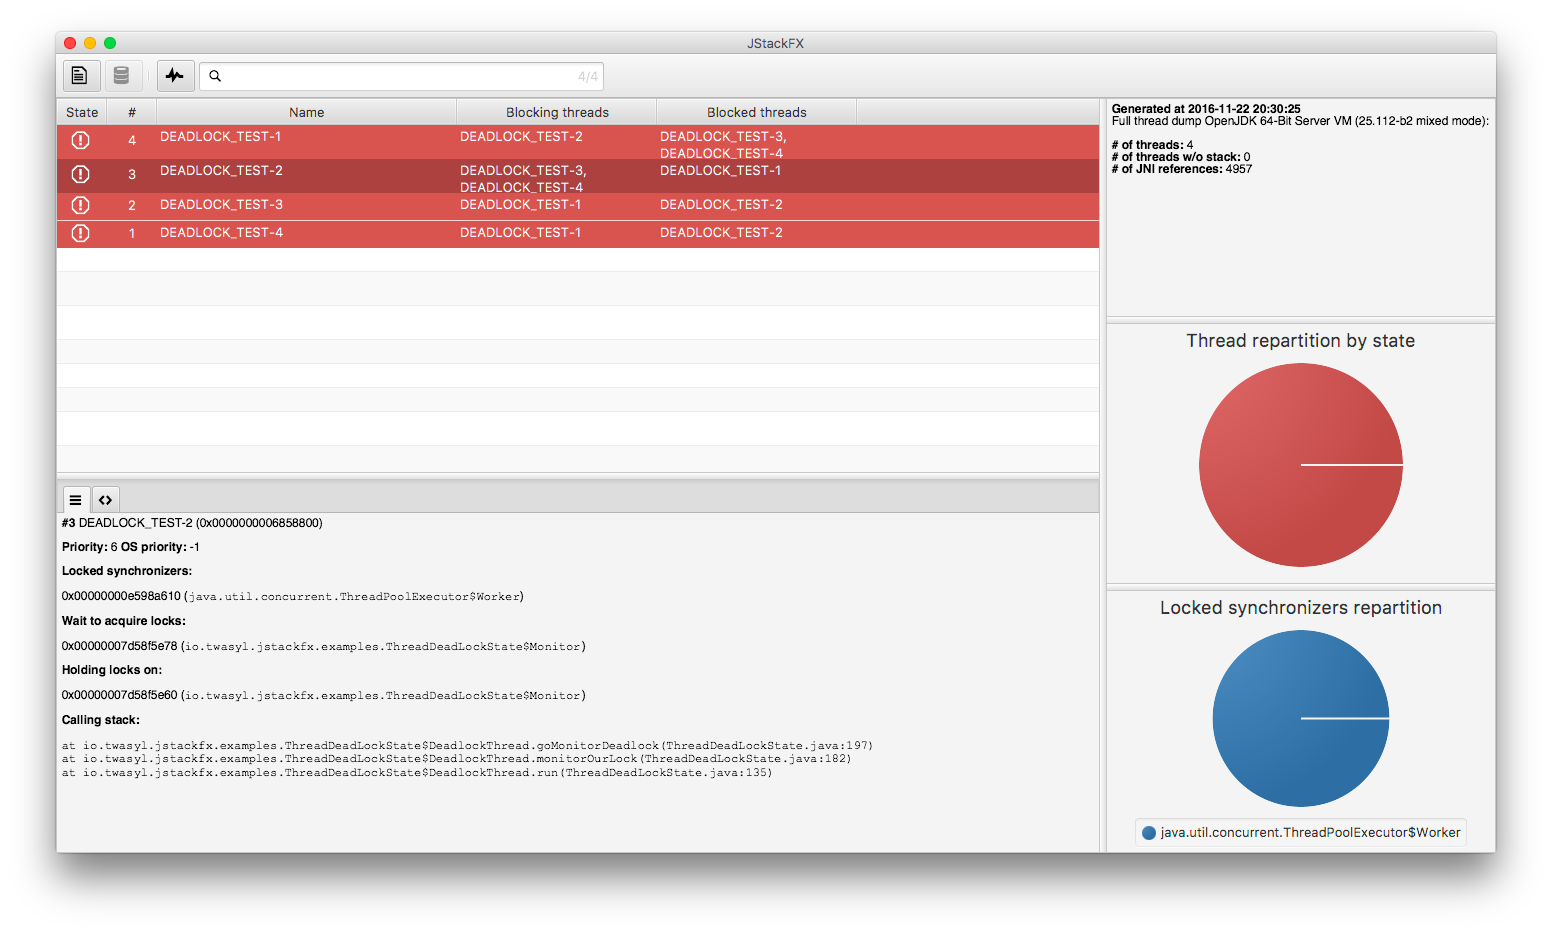 JStackFX
4/4
State # Name Blocking threads Blocked threads
4 DEADLOCK_TEST-1 DEADLOCK_TEST-2 DEADLOCK_TEST-3,
DEADLOCK_TEST-4
3 DEADLOCK_TEST-2 DEADLOCK_TEST-3, DEADLOCK_TEST-1
DEADLOCK_TEST-4
2 DEADLOCK_TEST-3 DEADLOCK_TEST-1 DEADLOCK_TEST-2
1 DEADLOCK_TEST-4 DEADLOCK_TEST-1 DEADLOCK_TEST-2
#3 DEADLOCK_TEST-2 (0x0000000006858800)
Priority: 6 OS priority: -1
Locked synchronizers:
0x00000000e598a610 (java.util.concurrent.ThreadPoolExecutor$Worker)
Wait to acquire locks:
0x00000007d58f5e78 (io.twasyl.jstackfx.examples.ThreadDeadLockState$Monitor)
Holding locks on:
0x00000007d58f5e60 (io.twasyl.jstackfx.examples.ThreadDeadLockState$Monitor)
Calling stack:
at io.twasyl.jstackfx.examples.ThreadDeadLockState$DeadlockThread.goMonitorDeadlock(ThreadDeadLockState.java:197)
at io.twasyl.jstackfx.examples.ThreadDeadLockState$DeadlockThread.monitorOurLock(ThreadDeadLockState.java:182)
at io.twasyl.jstackfx.examples.ThreadDeadLockState$DeadlockThread.run(ThreadDeadLockState.java:135)
Generated at 2016-11-22 20:30:25
Full thread dump OpenJDK 64-Bit Server VM (25.112-b2 mixed mode):
# of threads: 4
# of threads w/o stack: 0
# of JNI references: 4957
Thread repartition by state
Locked synchronizers repartition
java.util.concurrent.ThreadPoolExecutor$Worker